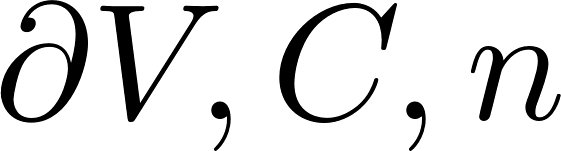 ∂V, C, n